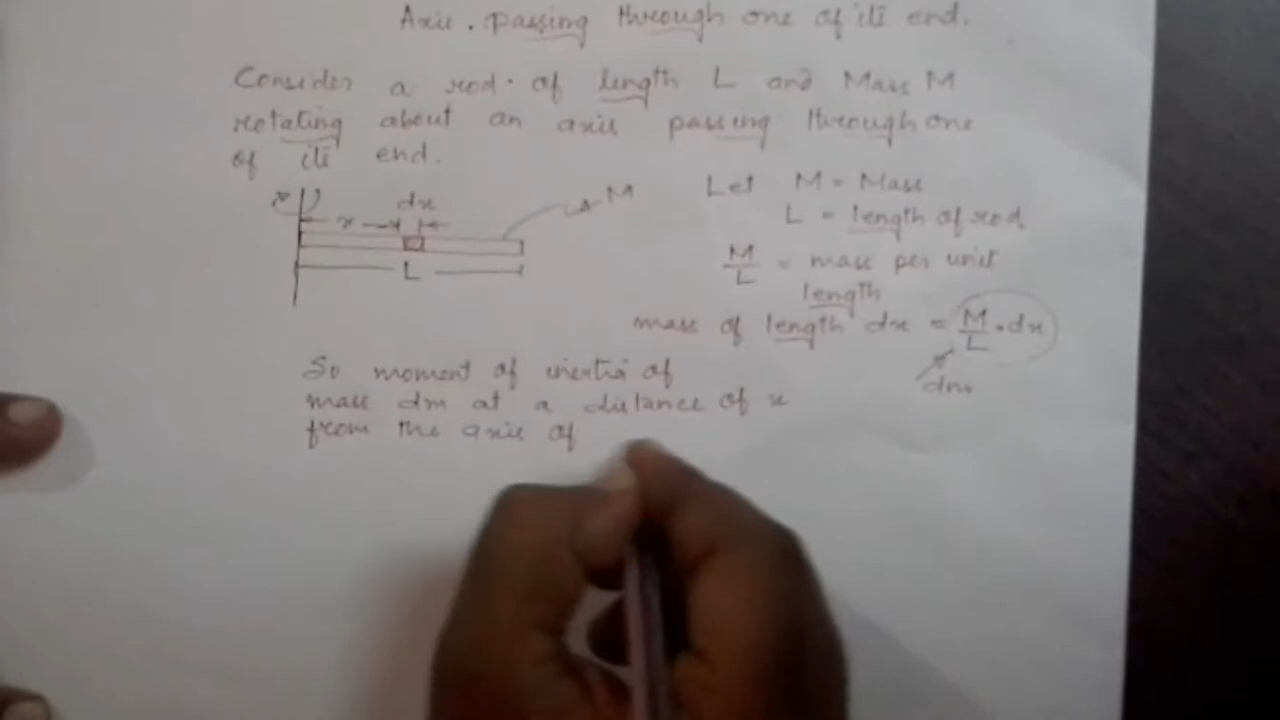 Axis. passing through one of its end.
Consider a rod of length L and Mass M
rotating about an axis passing through one
of its end.
dx
x
M
L
Let M = Mass
L = length of rod
M/L = mass per unit
length
mass of length dx = M/L . dx
dm
So moment of inertia of
mass dm at a distance of x
from the axis of